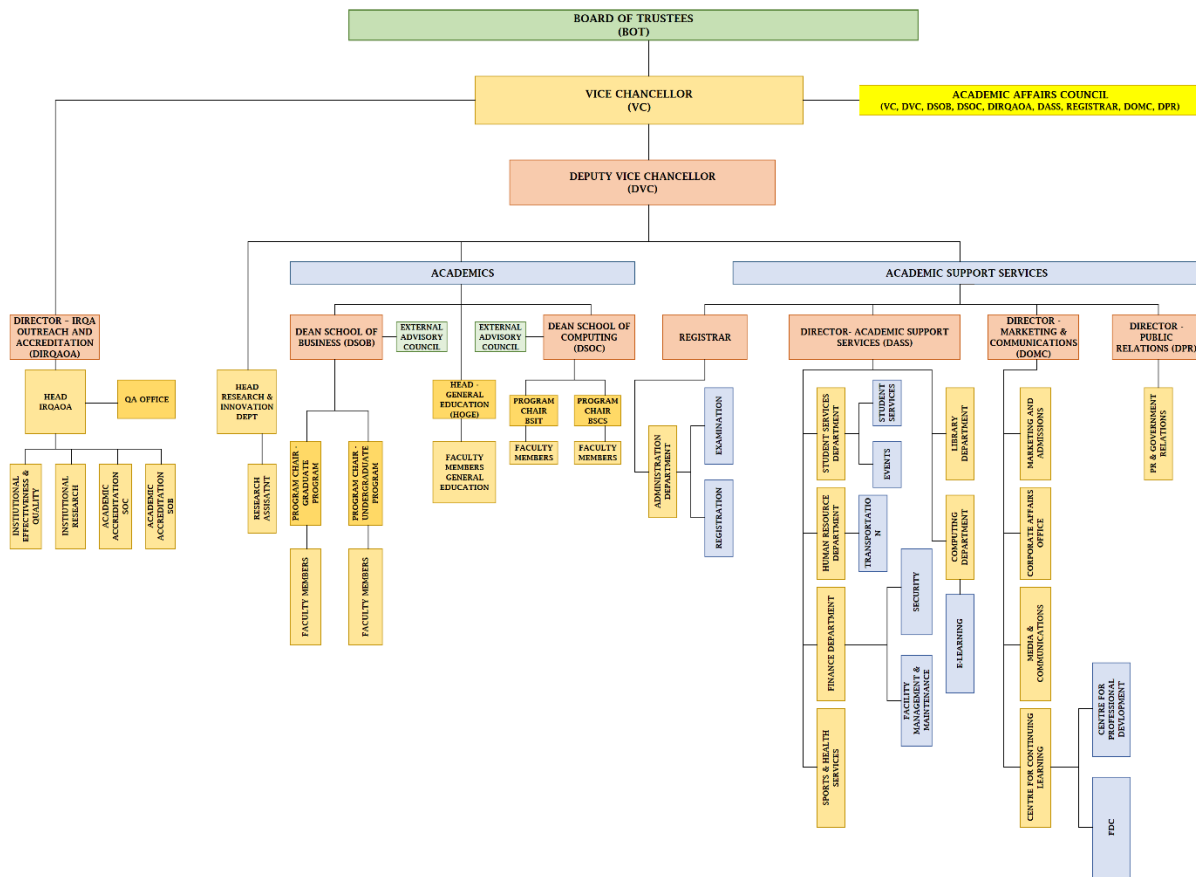 BOARD OF TRUSTEES
(BOT)
VICE CHANCELLOR
(VC)
ACADEMIC AFFAIRS COUNCIL
(VC, DVC, DSOB, DSOC, DIRQAOA, DASS, REGISTRAR, DOMC, DPR)
DEPUTY VICE CHANCELLOR
(DVC)
ACADEMICS
ACADEMIC SUPPORT SERVICES
DIRECTOR – IRQA
OUTREACH AND
ACCREDITATION
(DIRQAOA)
DEAN SCHOOL OF
BUSINESS (DSOB)
EXTERNAL
ADVISORY
COUNCIL
EXTERNAL
ADVISORY
COUNCIL
DEAN SCHOOL OF
COMPUTING
(DSOC)
REGISTRAR
DIRECTOR- ACADEMIC SUPPORT
SERVICES (DASS)
DIRECTOR -
MARKETING &
COMMUNICATIONS
(DOMC)
DIRECTOR -
PUBLIC
RELATIONS (DPR)
HEAD
IRQAOA
QA OFFICE
HEAD
RESEARCH &
INNOVATION
DEPT
HEAD -
GENERAL
EDUCATION
(HOGE)
PROGRAM
CHAIR
BSIT
PROGRAM
CHAIR
BSCS
FACULTY
MEMBERS
FACULTY
MEMBERS
FACULTY
MEMBERS
GENERAL
EDUCATION
INSTIUTIONAL
EFFECTIVENESS &
QUALITY
INSTITUTIONAL
RESEARCH
ACADEMIC
ACCREDITATION
SOC
ACADEMIC
ACCREDITATION
SOB
RESEARCH
ASSISATNT
PROGRAM CHAIR -
GRADUATE
PROGRAM
PROGRAM CHAIR -
UNDERGRADUATE
PROGRAM
FACULTY MEMBERS
FACULTY MEMBERS
ADMINISTRATION
DEPARTMENT
EXAMINATION
REGISTRATION
STUDENT SERVICES
DEPARTMENT
STUDENT
SERVICES
EVENTS
LIBRARY
DEPARTMENT
HUMAN RESOURCE
DEPARTMENT
TRANSPORTATIO
N
COMPUTING
DEPARTMENT
FINANCE DEPARTMENT
SECURITY
FACILITY
MANAGEMENT &
MAINTENANCE
E-LEARNING
SPORTS & HEALTH
SERVICES
MARKETING AND
ADMISSIONS
CORPORATE AFFAIRS
OFFICE
MEDIA &
COMMUNICATIONS
CENTRE FOR CONTINUING
LEARNING
CENTRE FOR
PROFESSIONAL
DEVLOPMENT
FDC
PR & GOVERNMENT
RELATIONS